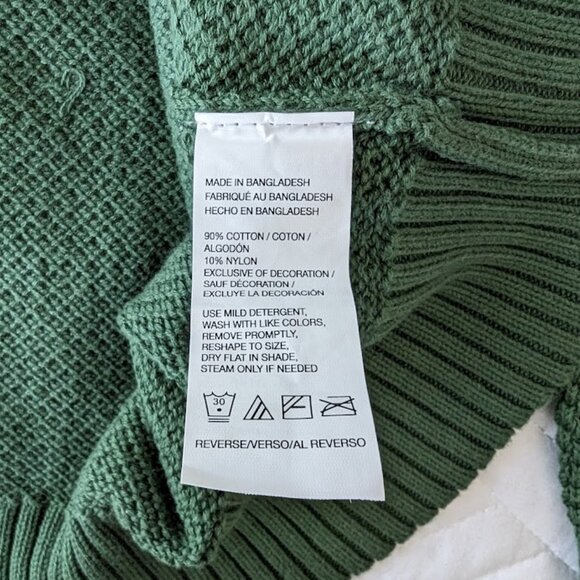 MADE IN BANGLADESH
FABRIQUÉ AU BANGLADESH
HECHO EN BANGLADESH
90% COTTON / COTON /
ALGODÓN
10% NYLON
EXCLUSIVE OF DECORATION /
SAUF DÉCORATION /
EXCLUYE LA DECORACIÓN
USE MILD DETERGENT,
WASH WITH LIKE COLORS,
REMOVE PROMPTLY,
RESHAPE TO SIZE,
DRY FLAT IN SHADE,
STEAM ONLY IF NEEDED
30
REVERSE/VERSO/AL REVERSO